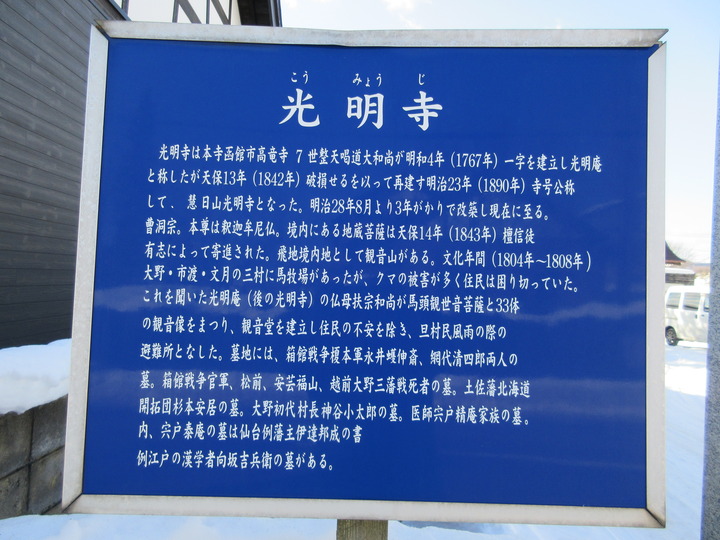 こう みょう じ
光明寺
光明寺は本寺函館市高竜寺 7 世整天喝道大和尚が明和4年（1767年）一宇を建立し光明庵
と称したが天保13年（1842年）破損せるを以って再建す明治23年（1890年）寺号公称
して、慧日山光明寺となった。明治28年8月より3年がかりで改築し現在に至る。
曹洞宗。本尊は釈迦牟尼仏。境内にある地蔵菩薩は天保14年（1843年）檀信徒
有志によって寄進された。飛地境内地として観音山がある。文化年間（1804年〜1808年）
大野・市渡・文月の三村に馬牧場があったが、クマの被害が多く住民は困り切っていた。
これを聞いた光明庵（後の光明寺）の仏母扶宗和尚が馬頭観世音菩薩と33体
の観音像をまつり、観音堂を建立し住民の不安を除き、旦村民風雨の際の
避難所となした。墓地には、箱館戦争榎本軍永井蠖伸斎、網代清四郎両人の
墓。箱館戦争官軍、松前、安芸福山、越前大野三藩戦死者の墓。土佐藩北海道
開拓団杉本安居の墓。大野初代村長神谷小太郎の墓。医師宍戸精庵家族の墓。
内、宍戸泰庵の墓は仙台例藩主伊達邦成の書
例江戸の漢学者向坂吉兵衛の墓がある。